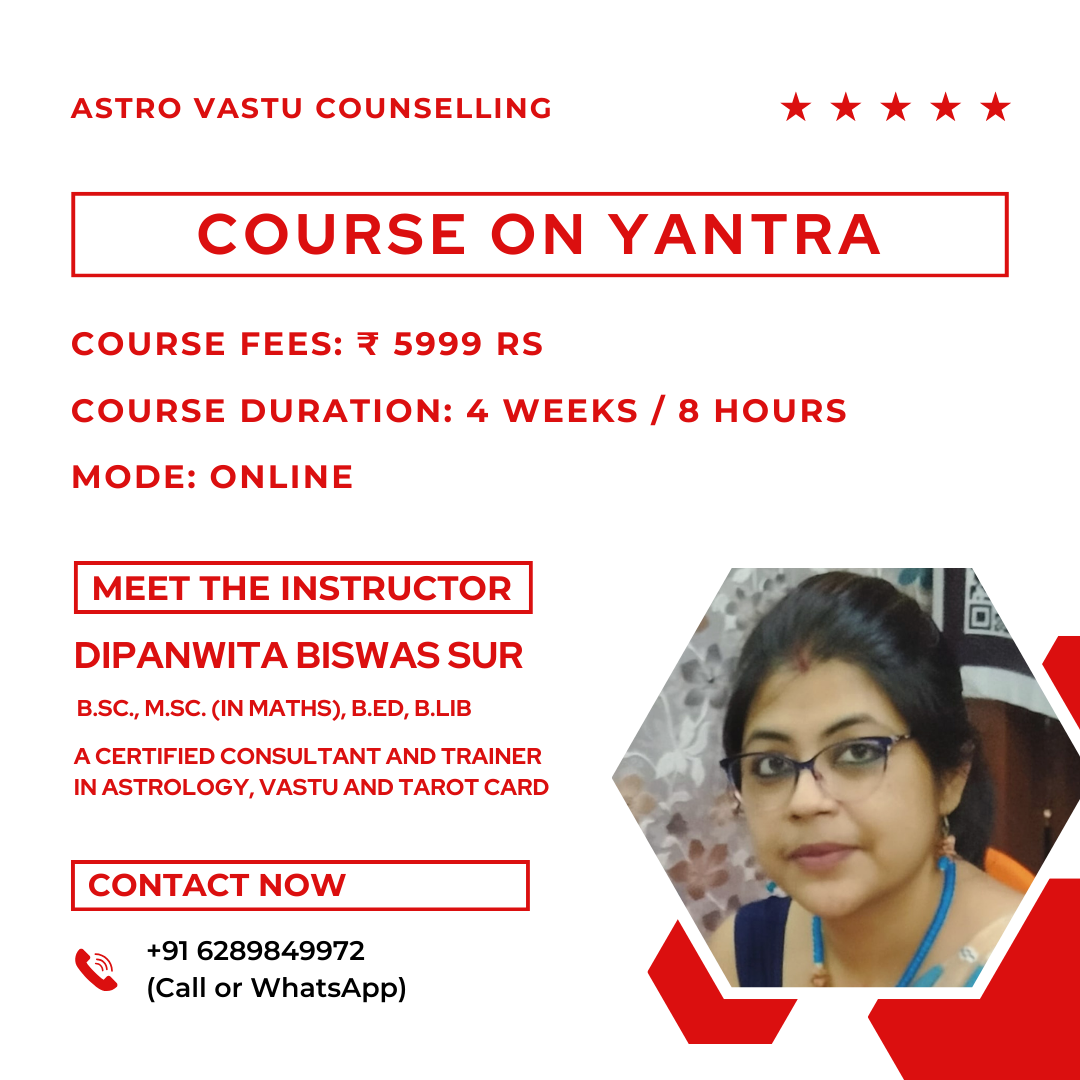 ASTRO VASTU COUNSELLING
COURSE ON YANTRA
COURSE FEES: ₹ 5999 RS
COURSE DURATION: 4 WEEKS / 8 HOURS
MODE: ONLINE
MEET THE INSTRUCTOR
DIPANWITA BISWAS SUR
B.SC., M.SC. (IN MATHS), B.ED, B.LIB
A CERTIFIED CONSULTANT AND TRAINER
IN ASTROLOGY, VASTU AND TAROT CARD
CONTACT NOW
+91 6289849972
(Call or WhatsApp)